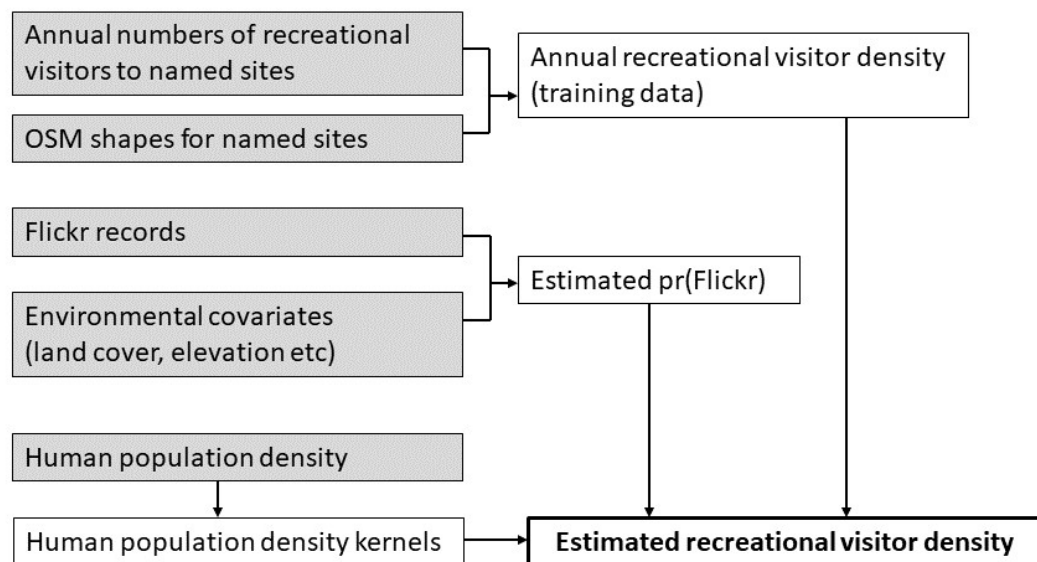 Annual numbers of recreational
visitors to named sites
OSM shapes for named sites
Annual recreational visitor density
(training data)
Flickr records
Environmental covariates
(land cover, elevation etc)
Estimated pr(Flickr)
Human population density
Human population density kernels
Estimated recreational visitor density